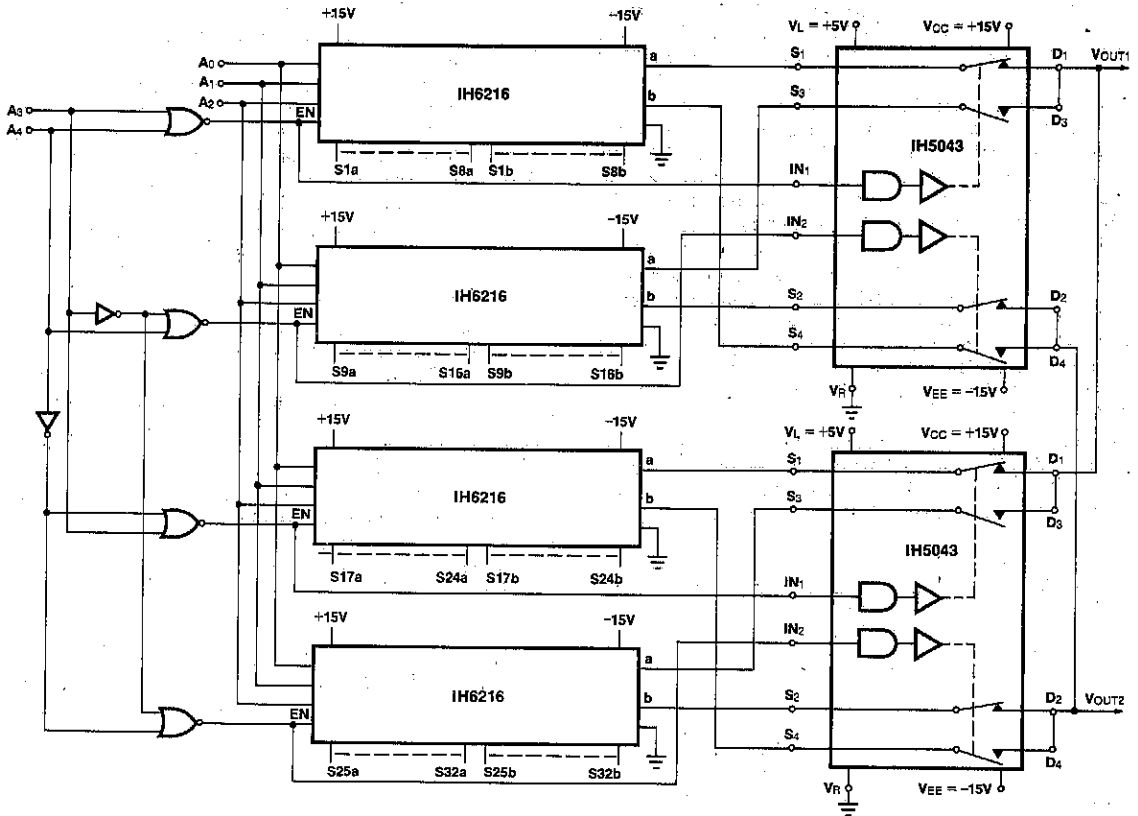 +15V -15V VL = +5V VCC = +15V
A0 a S1 D1 VOUT1
A1
A2 IH6216 b S3 D3
A3 EN
A4
IH5043
S1a S8a S1b S8b
IN1
+15V -15V IN2
a
IH6216 b S2 D2
EN S4 D4
S9a S16a S9b S16b
VR VEE = -15V
+15V -15V VL = +5V VCC = +15V
a S1 D1
IH6216 b S3 D3
EN
IH5043
S17a S24a S17b S24b
IN1
+15V -15V IN2
a
IH6216 b S2 D2 VOUT2
EN S4 D4
S25a S32a S25b S32b
VR VEE = -15V